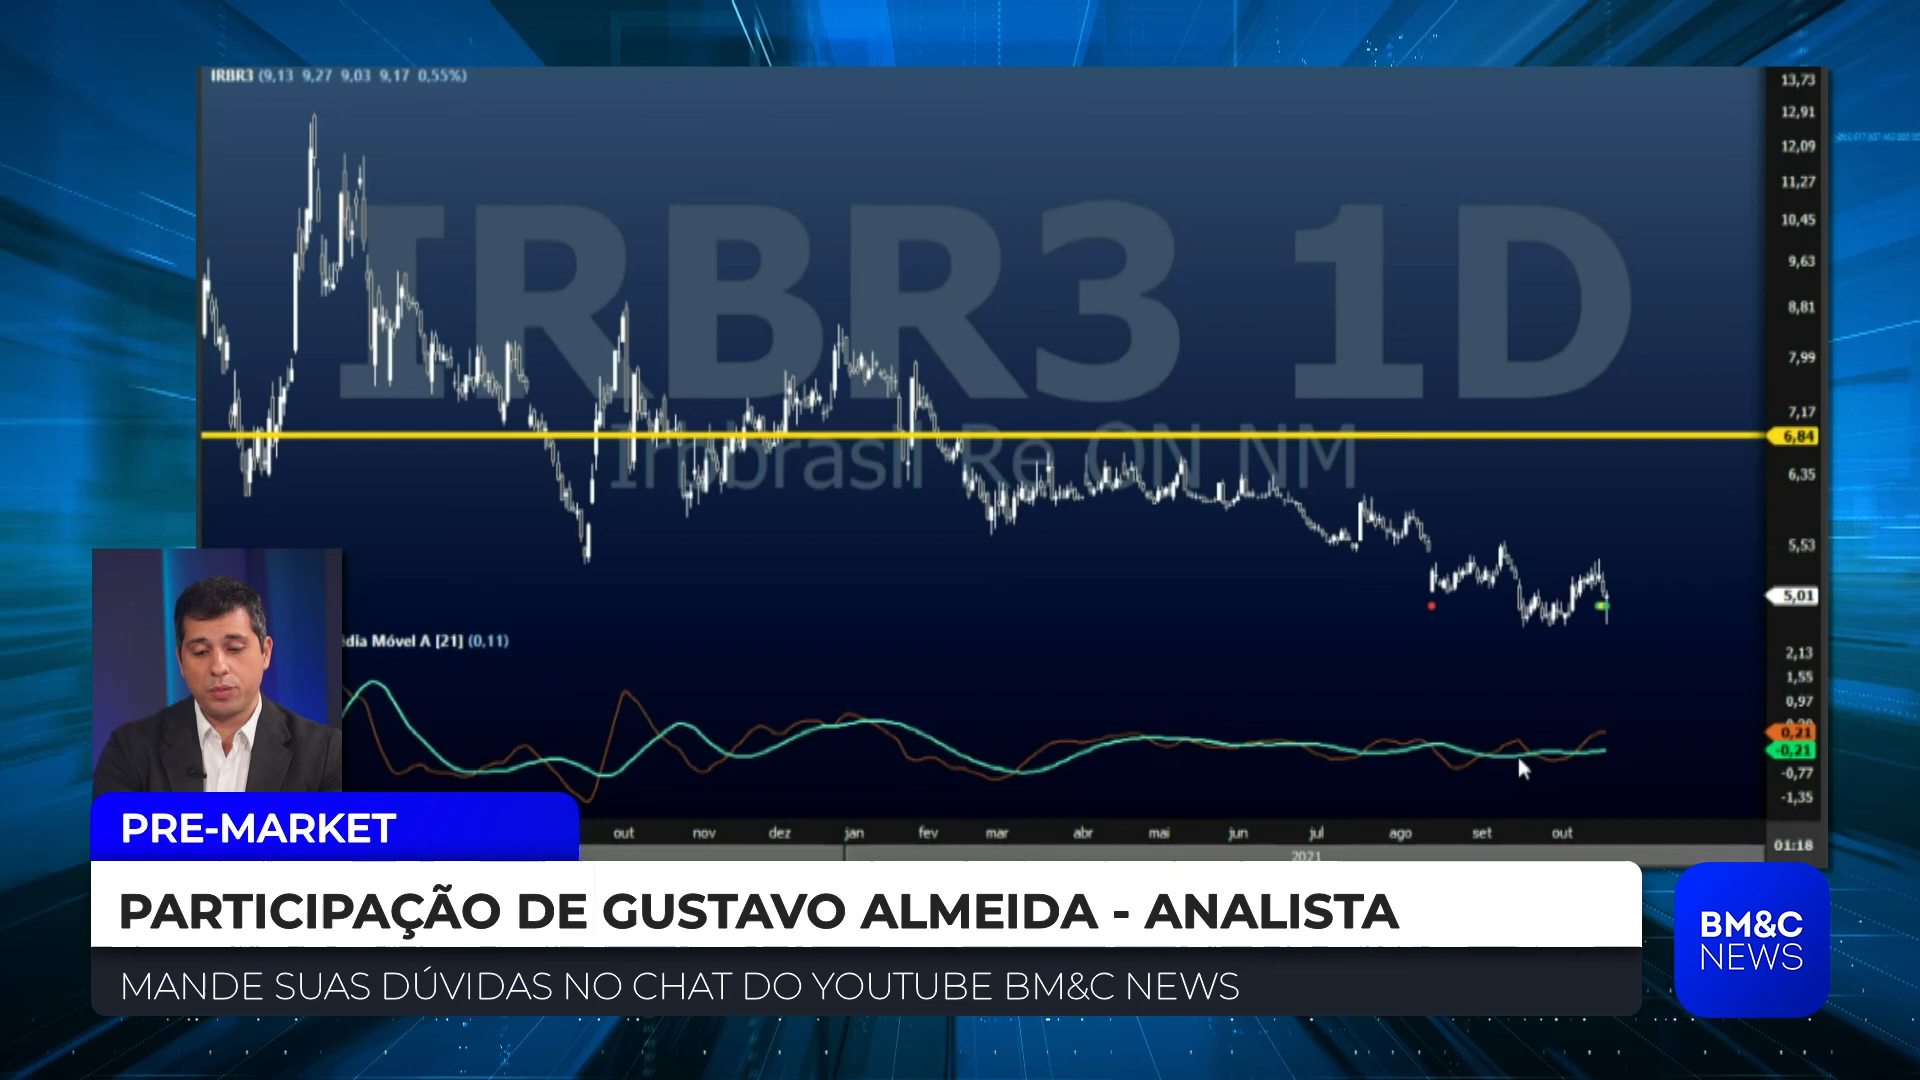 IRBR3 (9,13 9,27 9,03 9,17 0,55%)
IRBR3 1D
Irbbrasil Re ON NM
13,73
12,91
12,09
11,27
10,45
9,63
8,81
7,99
7,17
6,84
6,35
5,53
5,01
dia Móvel A [21] (0,11)
2,13
1,55
0,97
0,21
-0,21
-0,77
-1,35
out nov dez jan fev mar abr mai jun jul ago set out
2021
01:18
PRE-MARKET
PARTICIPAÇÃO DE GUSTAVO ALMEIDA - ANALISTA
MANDE SUAS DÚVIDAS NO CHAT DO YOUTUBE BM&C NEWS
BM&C
NEWS